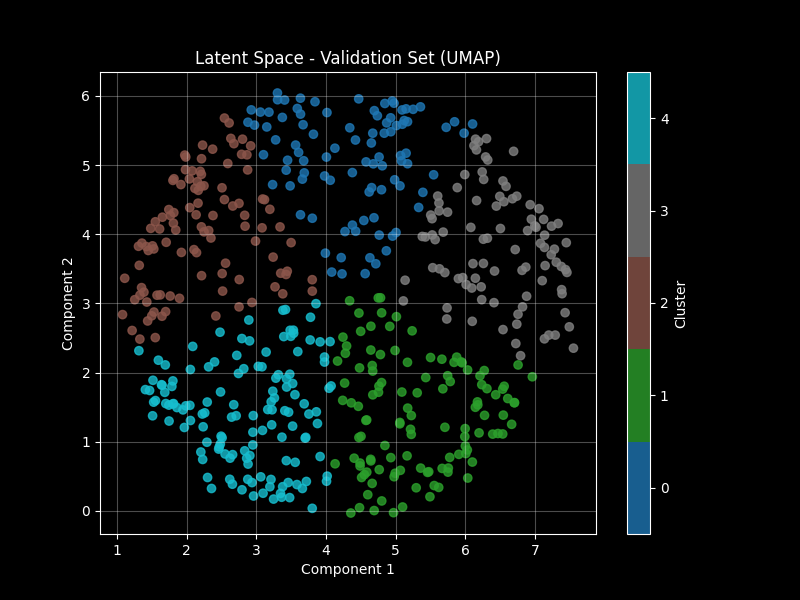 Latent Space - Validation Set (UMAP)
6
5
4
3
2
1
0
1 2 3 4 5 6 7
Component 1
Component 2
4
3
2
1
0
Cluster